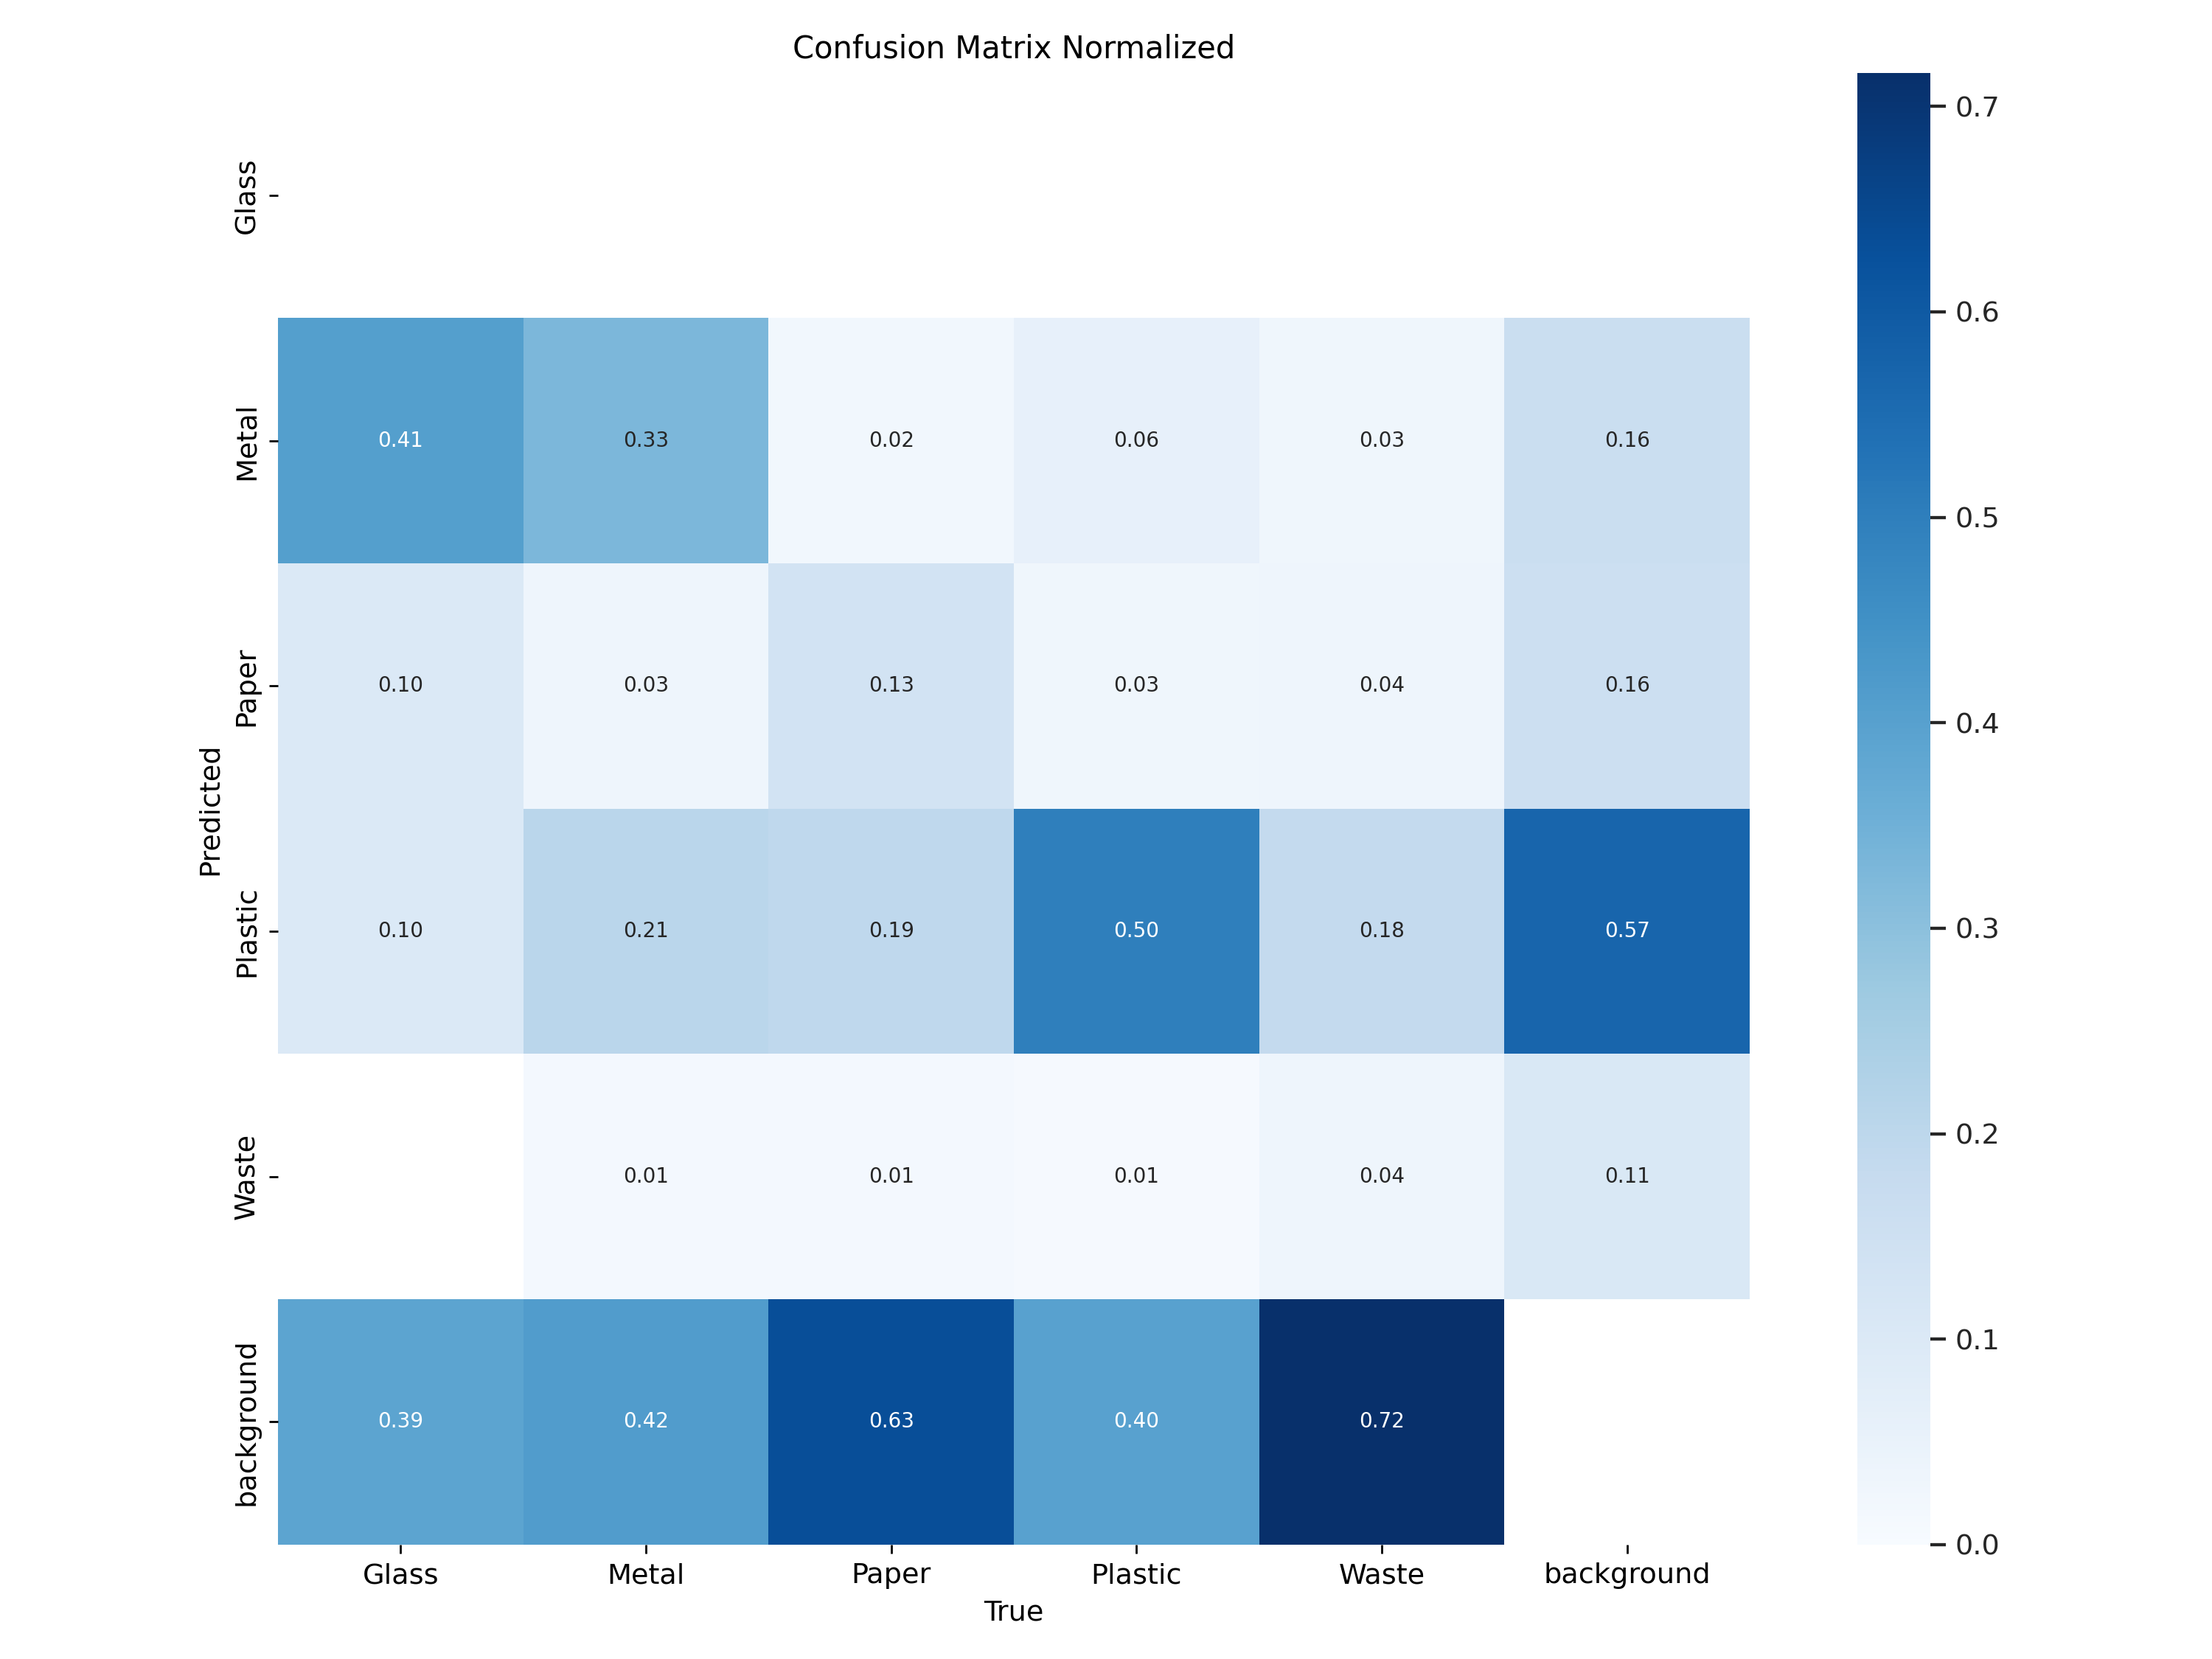 Confusion Matrix Normalized
Glass
Metal
0.41 0.33 0.02 0.06 0.03 0.16
Paper
0.10 0.03 0.13 0.03 0.04 0.16
Predicted
Plastic
0.10 0.21 0.19 0.50 0.18 0.57
Waste
0.01 0.01 0.01 0.04 0.11
background
0.39 0.42 0.63 0.40 0.72
Glass Metal Paper Plastic Waste background
True
0.7
0.6
0.5
0.4
0.3
0.2
0.1
0.0